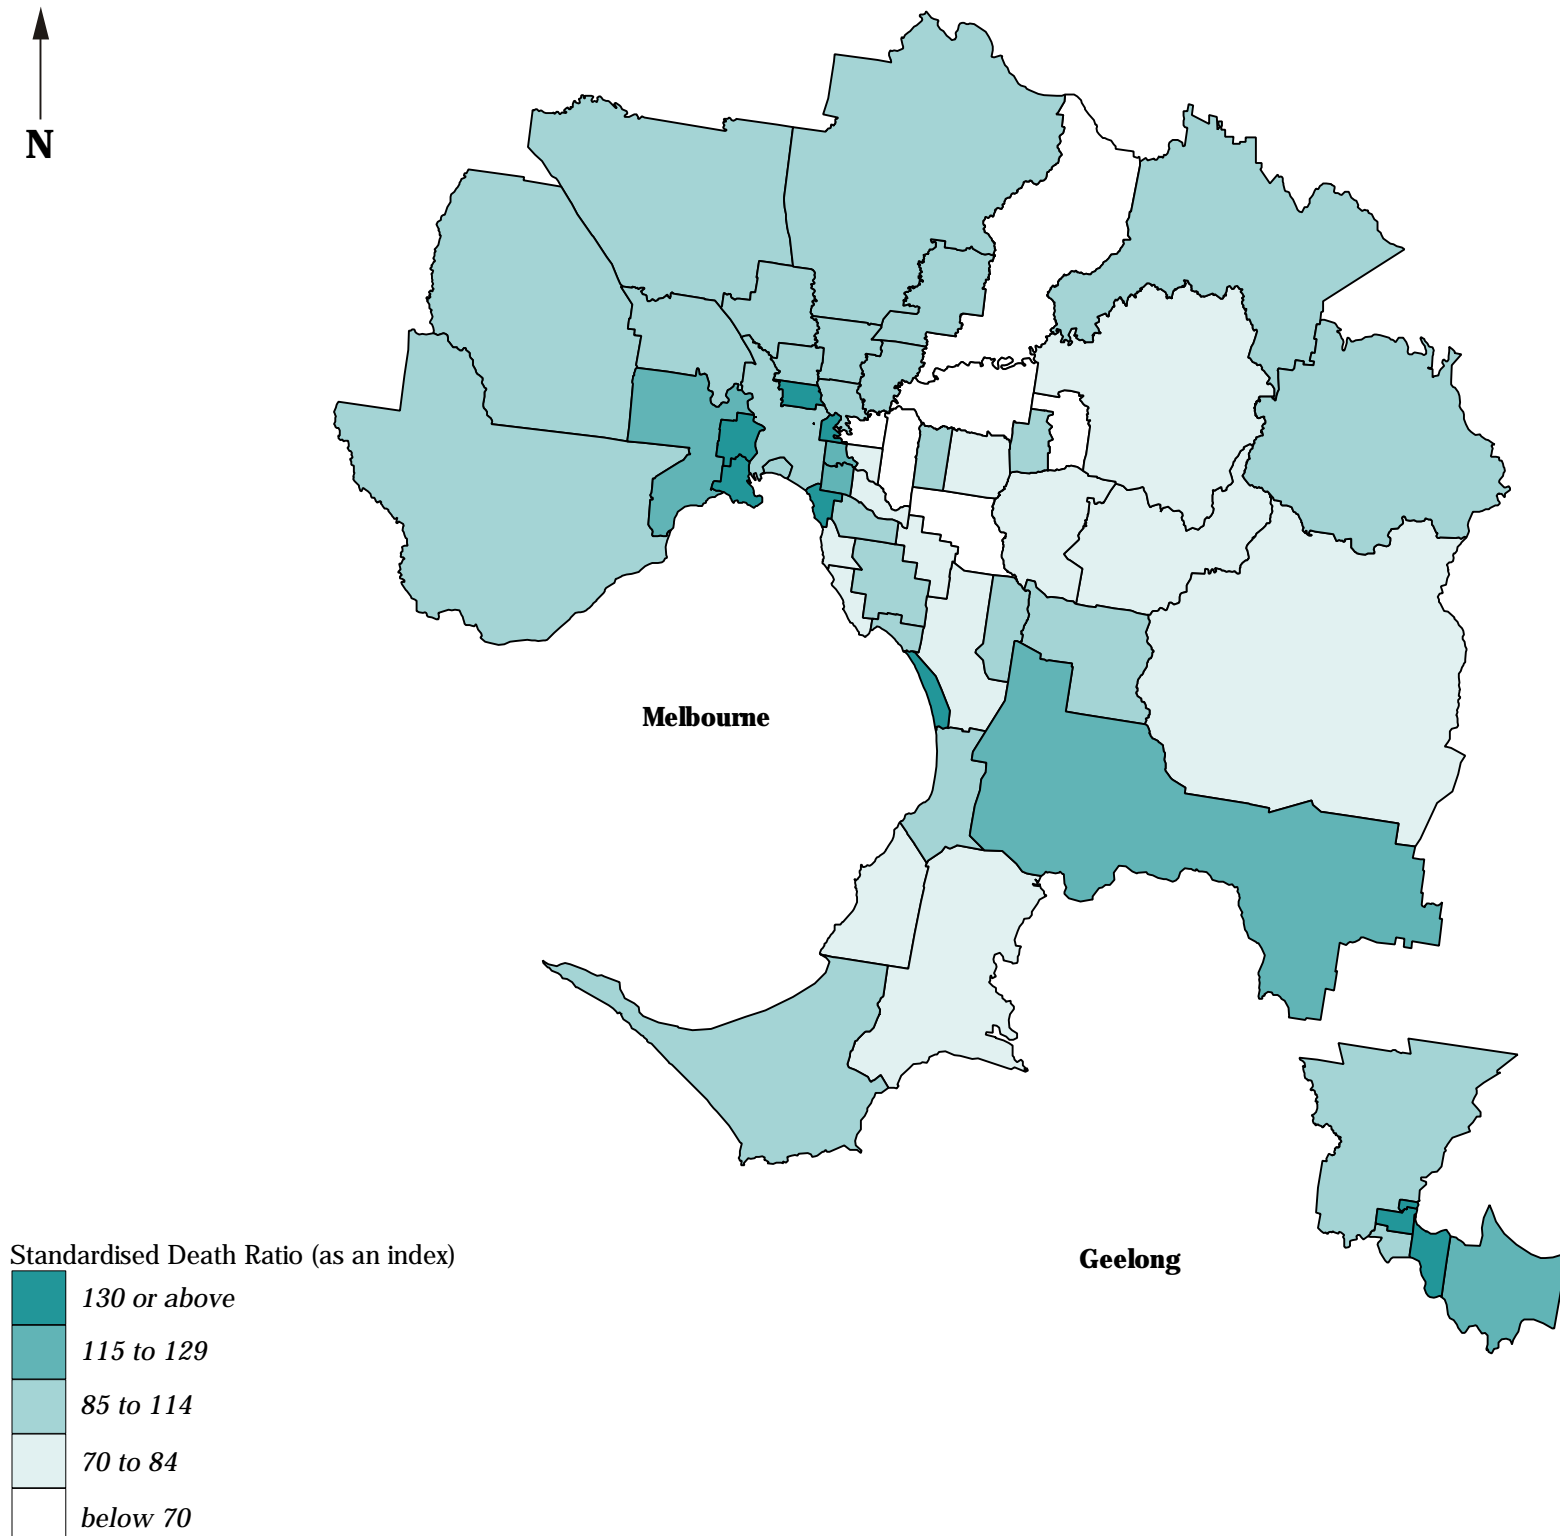 N
Melbourne
Geelong
Standardised Death Ratio (as an index)
130 or above
115 to 129
85 to 114
70 to 84
below 70